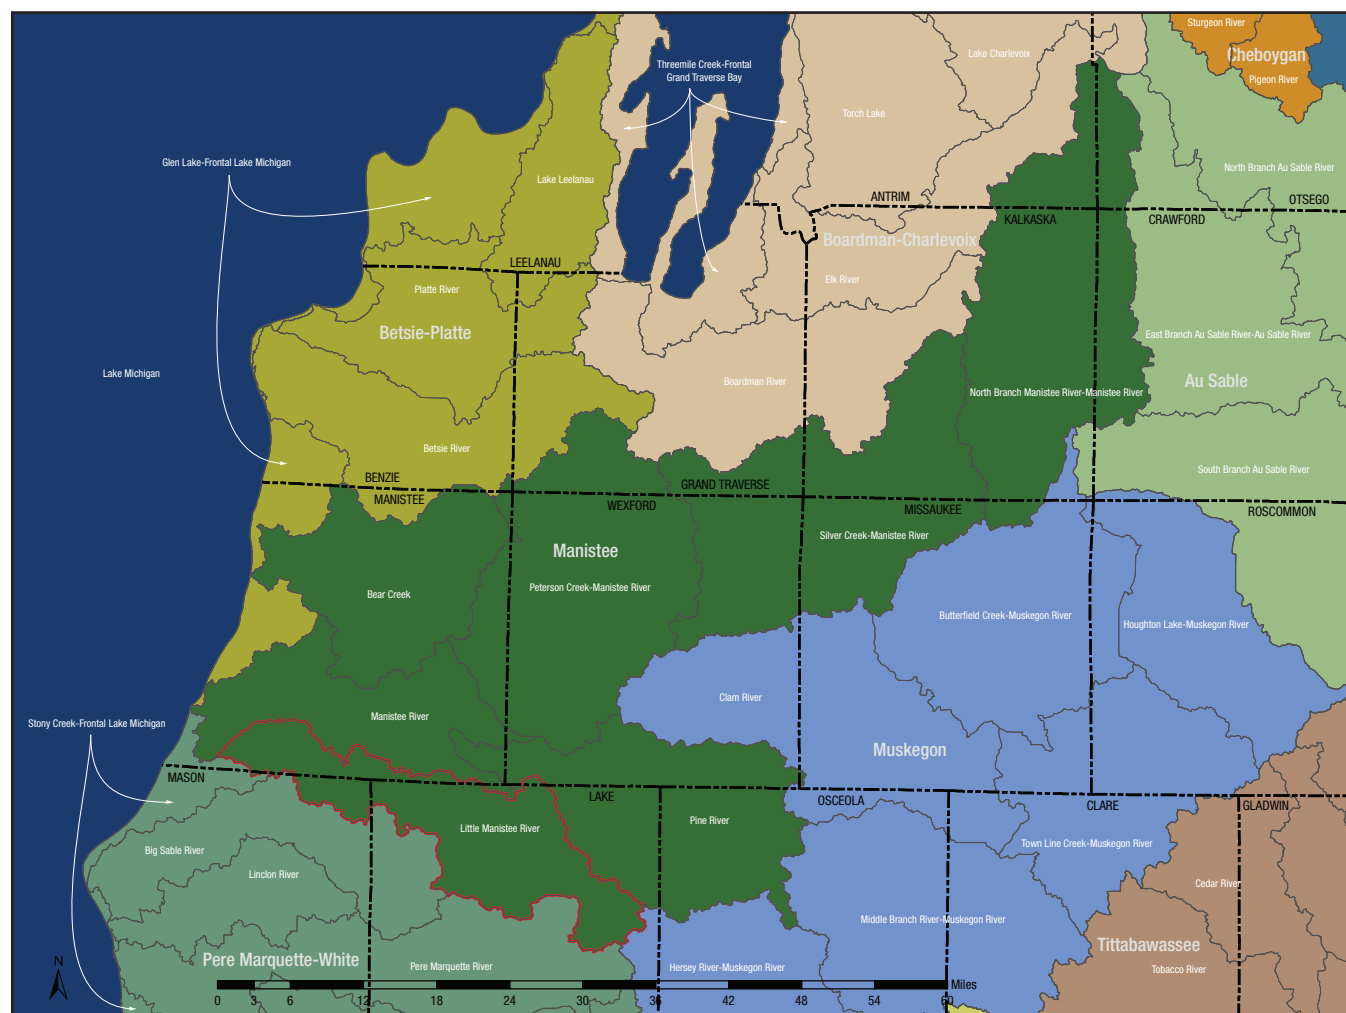 Sturgeon River
Cheboygan
Pigeon River
Lake Charlevoix
Threemile Creek-Frontal
Grand Traverse Bay
Torch Lake
Glen Lake-Frontal Lake Michigan
Lake Leelanau
North Branch Au Sable River
ANTRIM
OTSEGO
KALKASKA
CRAWFORD
Boardman-Charlevoix
LEELANAU
Elk River
Platte River
Betsie-Platte
East Branch Au Sable River-Au Sable River
Lake Michigan
Boardman River
Au Sable
North Branch Manistee River-Manistee River
Betsie River
South Branch Au Sable River
BENZIE
GRAND TRAVERSE
MANISTEE
WEXFORD
MISSAUKEE
ROSCOMMON
Silver Creek-Manistee River
Manistee
Peterson Creek-Manistee River
Bear Creek
Butterfield Creek-Muskegon River
Houghton Lake-Muskegon River
Clam River
Manistee River
Stony Creek-Frontal Lake Michigan
Muskegon
MASON
LAKE
OSCEOLA
CLARE
GLADWIN
Pine River
Little Manistee River
Town Line Creek-Muskegon River
Big Sable River
Linclon River
Cedar River
Middle Branch River-Muskegon River
Tittabawassee
Pere Marquette-White
Pere Marquette River
Hersey River-Muskegon River
Tobacco River
N
Miles
0 3 6 12 18 24 30 36 42 48 54 60